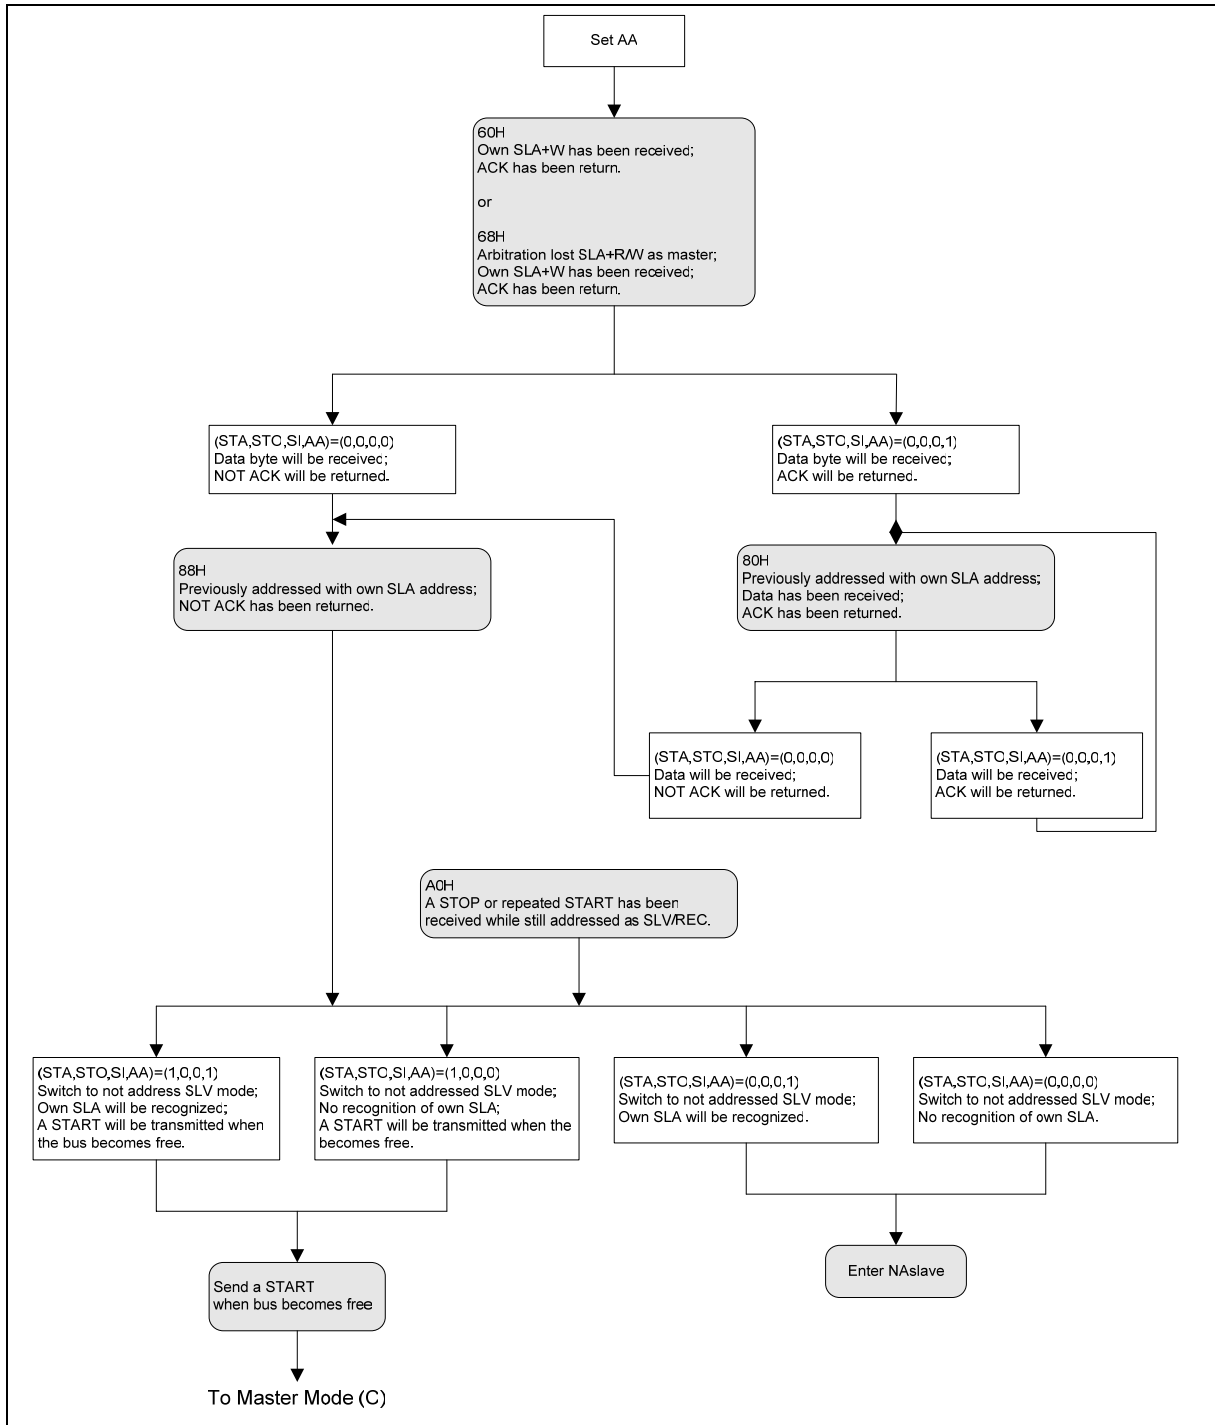 Set AA
60H
Own SLA+W has been received;
ACK has been return.
or
68H
Arbitration lost SLA+R/W as master;
Own SLA+W has been received;
ACK has been return.
(STA,STO,SI,AA)=(0,0,0,0)
Data byte will be received;
NOT ACK will be returned.
(STA,STO,SI,AA)=(0,0,0,1)
Data byte will be received;
ACK will be returned.
88H
Previously addressed with own SLA address;
NOT ACK has been returned.
80H
Previously addressed with own SLA address;
Data has been received;
ACK has been returned.
(STA,STO,SI,AA)=(0,0,0,0)
Data will be received;
NOT ACK will be returned.
(STA,STO,SI,AA)=(0,0,0,1)
Data will be received;
ACK will be returned.
A0H
A STOP or repeated START has been
received while still addressed as SLV/REC.
(STA,STO,SI,AA)=(1,0,0,1)
Switch to not address SLV mode;
Own SLA will be recognized;
A START will be transmitted when
the bus becomes free.
(STA,STO,SI,AA)=(1,0,0,0)
Switch to not addressed SLV mode;
No recognition of own SLA;
A START will be transmitted when the
becomes free.
(STA,STO,SI,AA)=(0,0,0,1)
Switch to not addressed SLV mode;
Own SLA will be recognized.
(STA,STO,SI,AA)=(0,0,0,0)
Switch to not addressed SLV mode;
No recognition of own SLA.
Send a START
when bus becomes free
Enter NAslave
To Master Mode (C)